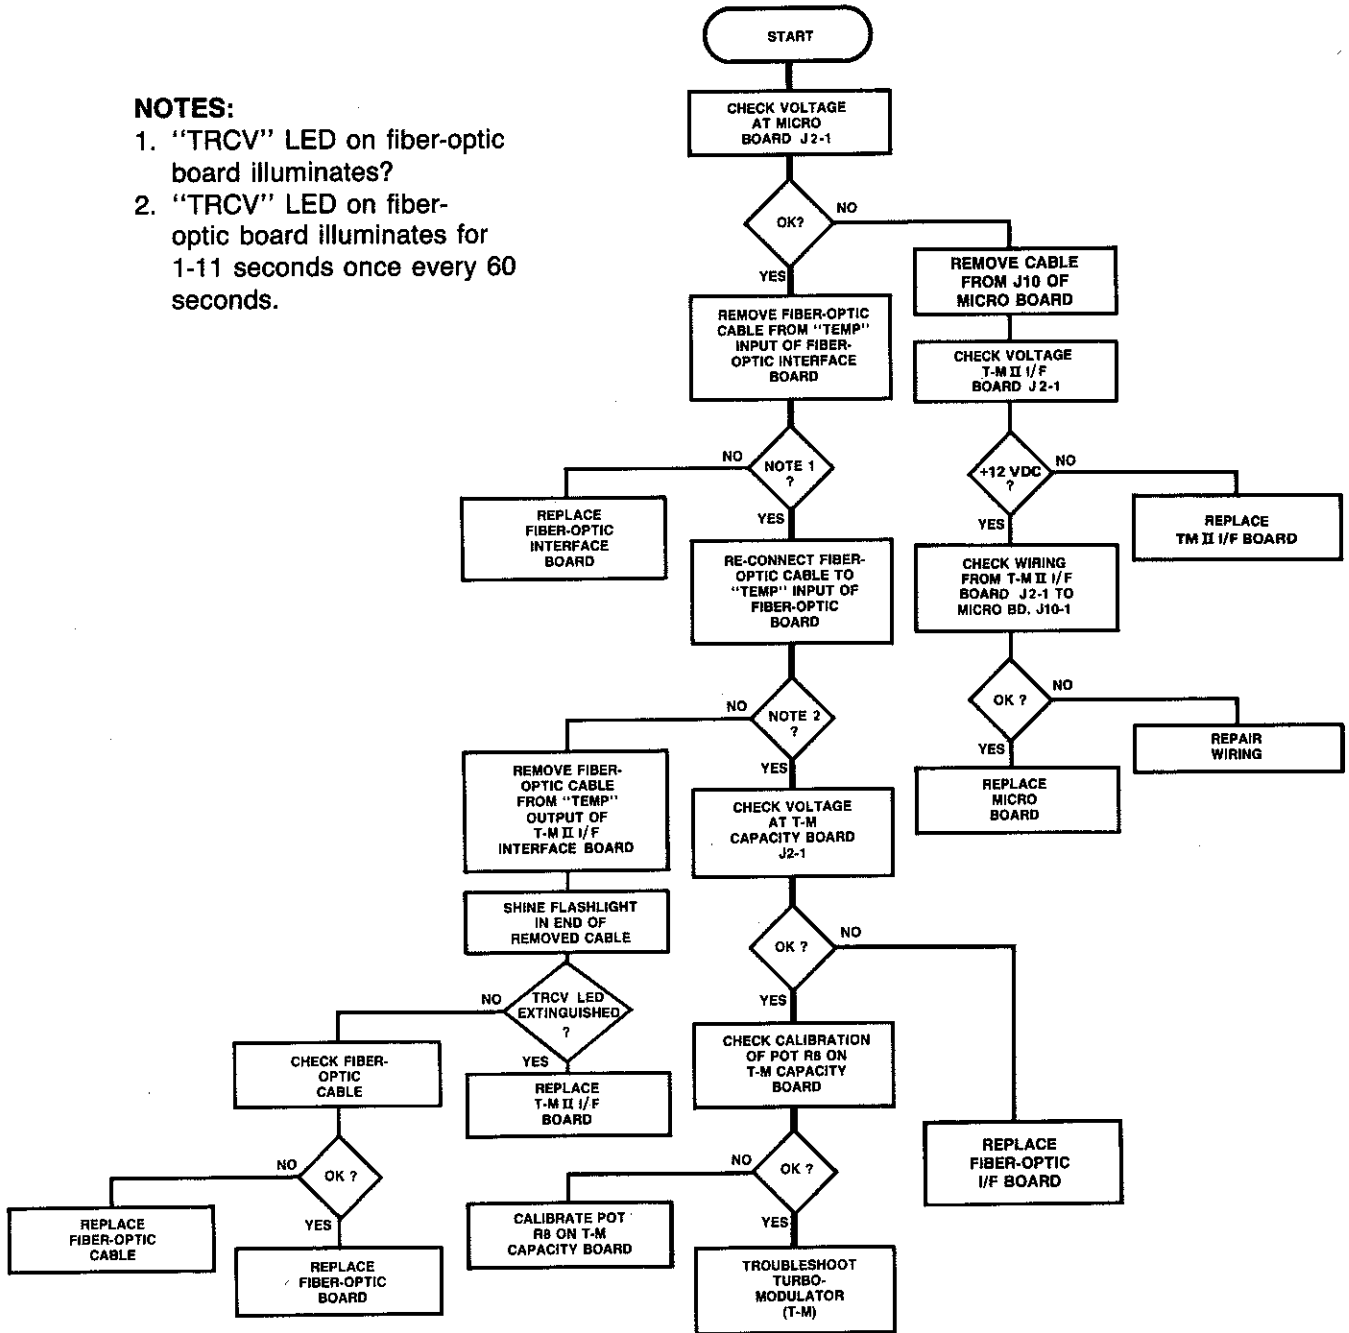 START
NOTES:
1. "TRCV" LED on fiber-optic
board illuminates?
2. "TRCV" LED on fiber-
optic board illuminates for
1-11 seconds once every 60
seconds.
CHECK VOLTAGE
AT MICRO
BOARD J2-1
OK?
NO
YES
REMOVE CABLE
FROM J10 OF
MICRO BOARD
REMOVE FIBER-OPTIC
CABLE FROM "TEMP"
INPUT OF FIBER-
OPTIC INTERFACE
BOARD
CHECK VOLTAGE
T-M II I/F
BOARD J2-1
NO
NOTE 1
?
YES
+12 VDC
?
NO
YES
REPLACE
FIBER-OPTIC
INTERFACE
BOARD
REPLACE
TM II I/F BOARD
RE-CONNECT FIBER-
OPTIC CABLE TO
"TEMP" INPUT OF
FIBER-OPTIC
BOARD
CHECK WIRING
FROM T-M II I/F
BOARD J2-1 TO
MICRO BD. J10-1
NO
NOTE 2
?
YES
OK ?
NO
YES
REPAIR
WIRING
REMOVE FIBER-
OPTIC CABLE
FROM "TEMP"
OUTPUT OF
T-M II I/F
INTERFACE BOARD
CHECK VOLTAGE
AT T-M
CAPACITY BOARD
J2-1
REPLACE
MICRO
BOARD
SHINE FLASHLIGHT
IN END OF
REMOVED CABLE
OK ?
NO
YES
NO
TRCV LED
EXTINGUISHED
?
YES
CHECK CALIBRATION
OF POT R8 ON
T-M CAPACITY
BOARD
CHECK FIBER-
OPTIC
CABLE
REPLACE
T-M II I/F
BOARD
REPLACE
FIBER-OPTIC
I/F BOARD
NO
OK ?
YES
NO
OK ?
YES
REPLACE
FIBER-OPTIC
CABLE
CALIBRATE POT
R8 ON T-M
CAPACITY BOARD
REPLACE
FIBER-OPTIC
BOARD
TROUBLESHOOT
TURBO-
MODULATOR
(T-M)